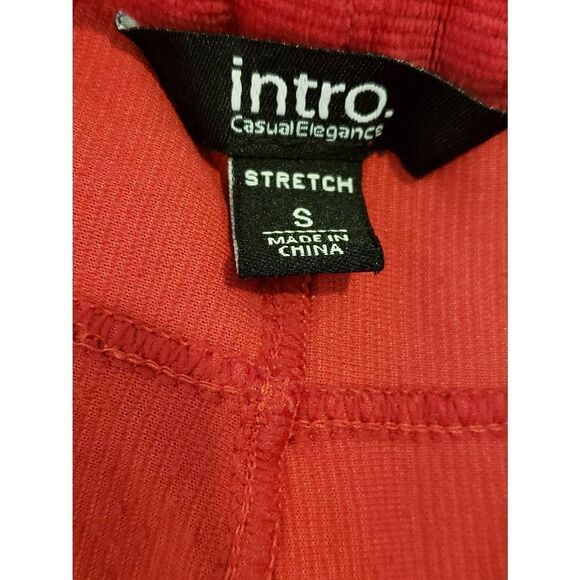 intro.
CasualElegance
STRETCH
S
MADE IN
CHINA